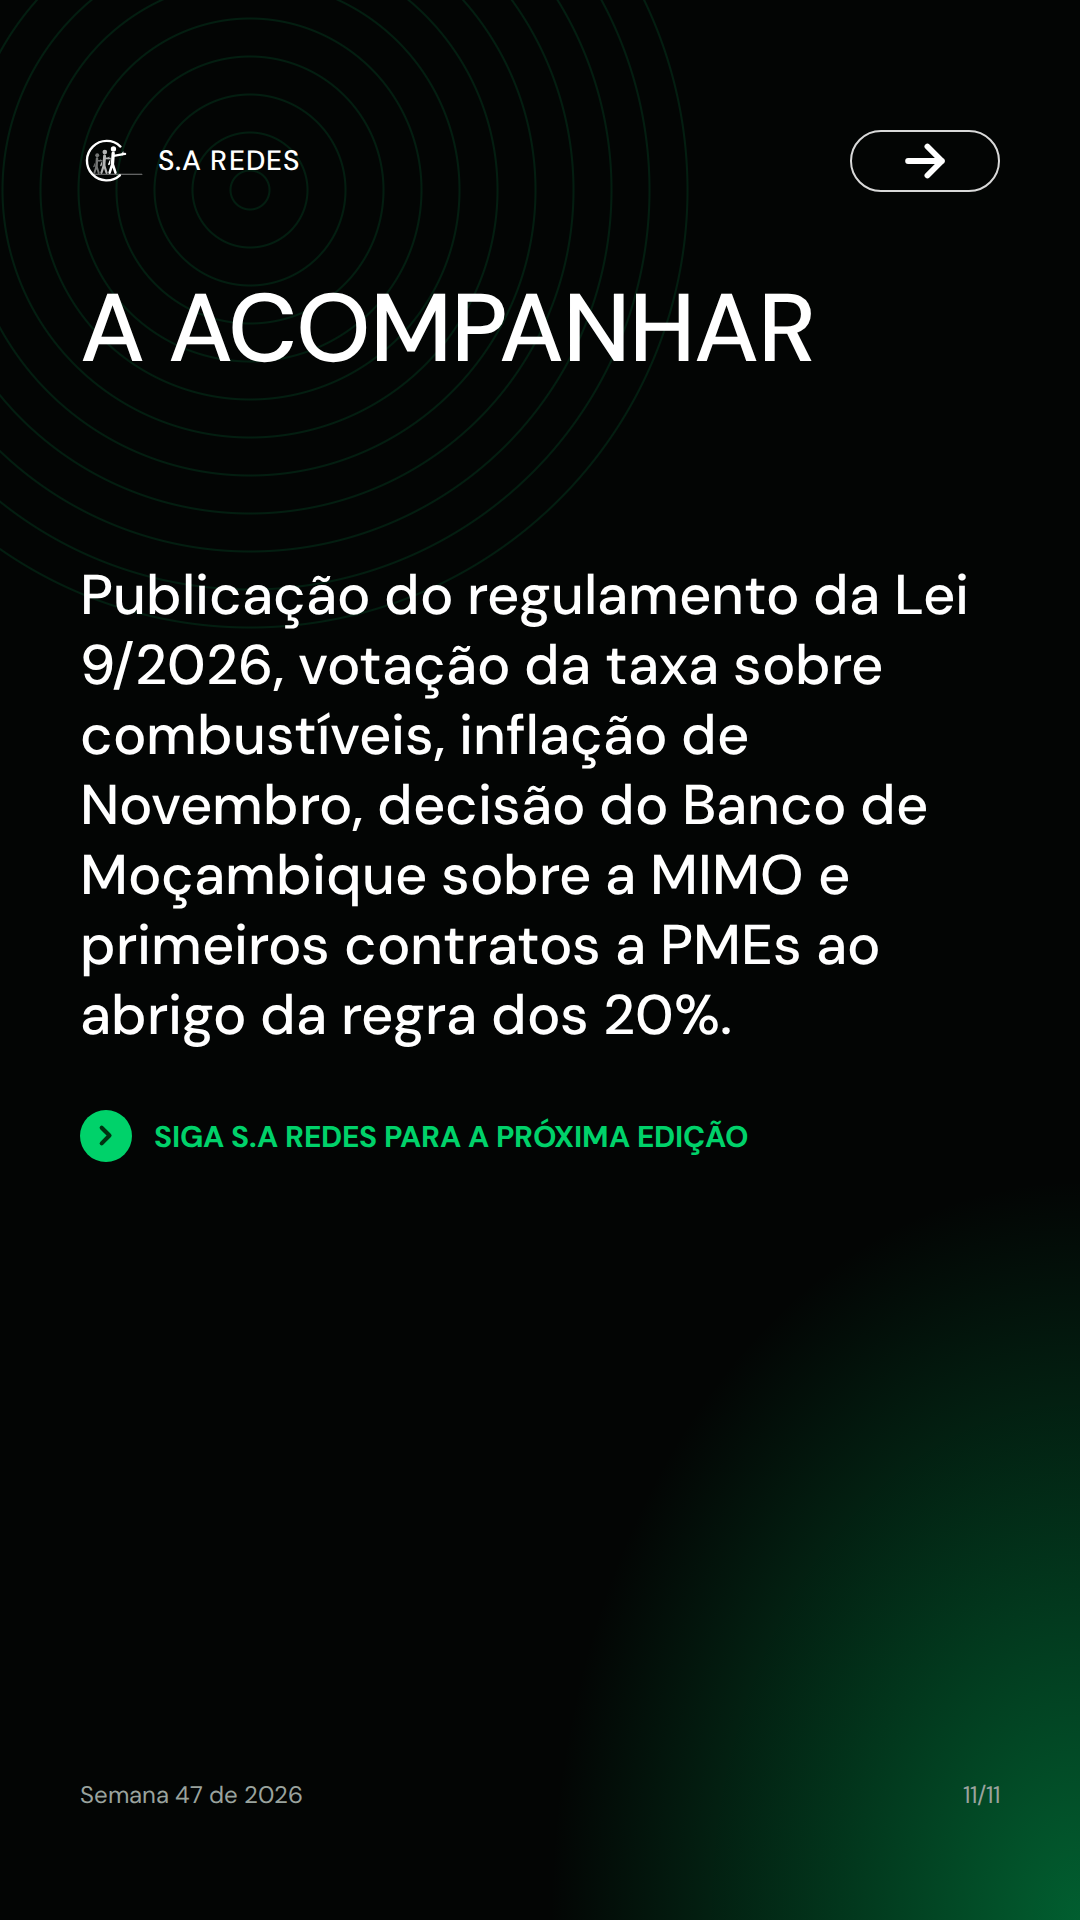 S.A REDES
A ACOMPANHAR
Publicação do regulamento da Lei
9/2026, votação da taxa sobre
combustíveis, inflação de
Novembro, decisão do Banco de
Moçambique sobre a MIMO e
primeiros contratos a PMEs ao
abrigo da regra dos 20%.
SIGA S.A REDES PARA A PRÓXIMA EDIÇÃO
Semana 47 de 2026
11/11